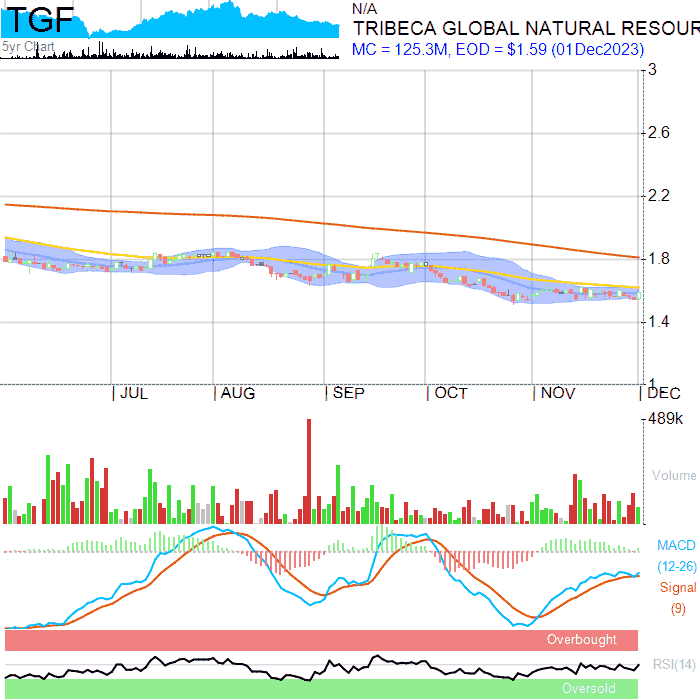 TGF
5yr Chart
N/A
TRIBECA GLOBAL NATURAL RESOUR
MC = 125.3M, EOD = $1.59 (01Dec2023)
3
2.6
2.2
1.8
1.4
1
JUL AUG SEP OCT NOV DEC
489k
Volume
MACD
(12-26)
Signal
(9)
Overbought
RSI(14)
Oversold